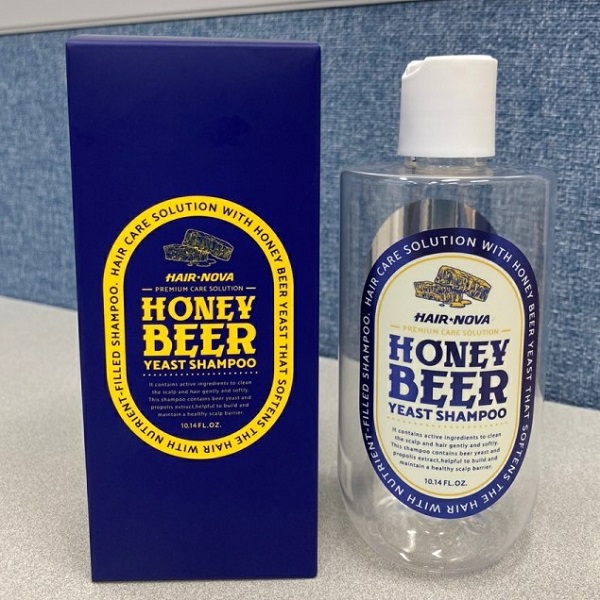 HAIR CARE SOLUTION WITH HONEY BEER YEAST THAT SOFTENS THE HAIR WITH NUTRIENT-FILLED SHAMPOO.
HAIR·NOVA
PREMIUM CARE SOLUTION
HONEY
BEER
YEAST SHAMPOO
It contains active ingredients to clean
the scalp and hair gently and softly.
This shampoo contains beer yeast and
propolis extract,helpful to build and
maintain a healthy scalp barrier
10.14 FL.OZ.
HAIR CARE SOLUTION WITH HONEY BEER YEAST THAT SOFTENS THE HAIR WITH NUTRIENT-FILLED SHAMPOO.
HAIR·NOVA
PREMIUM CARE SOLUTION
HONEY
BEER
YEAST SHAMPOO
It contains active ingredients to clean
the scalp and hair gently and softly.
This shampoo contains beer yeast and
propolis extract,helpful to build and
maintain a healthy scalp barrier.
10.14 FL.OZ.